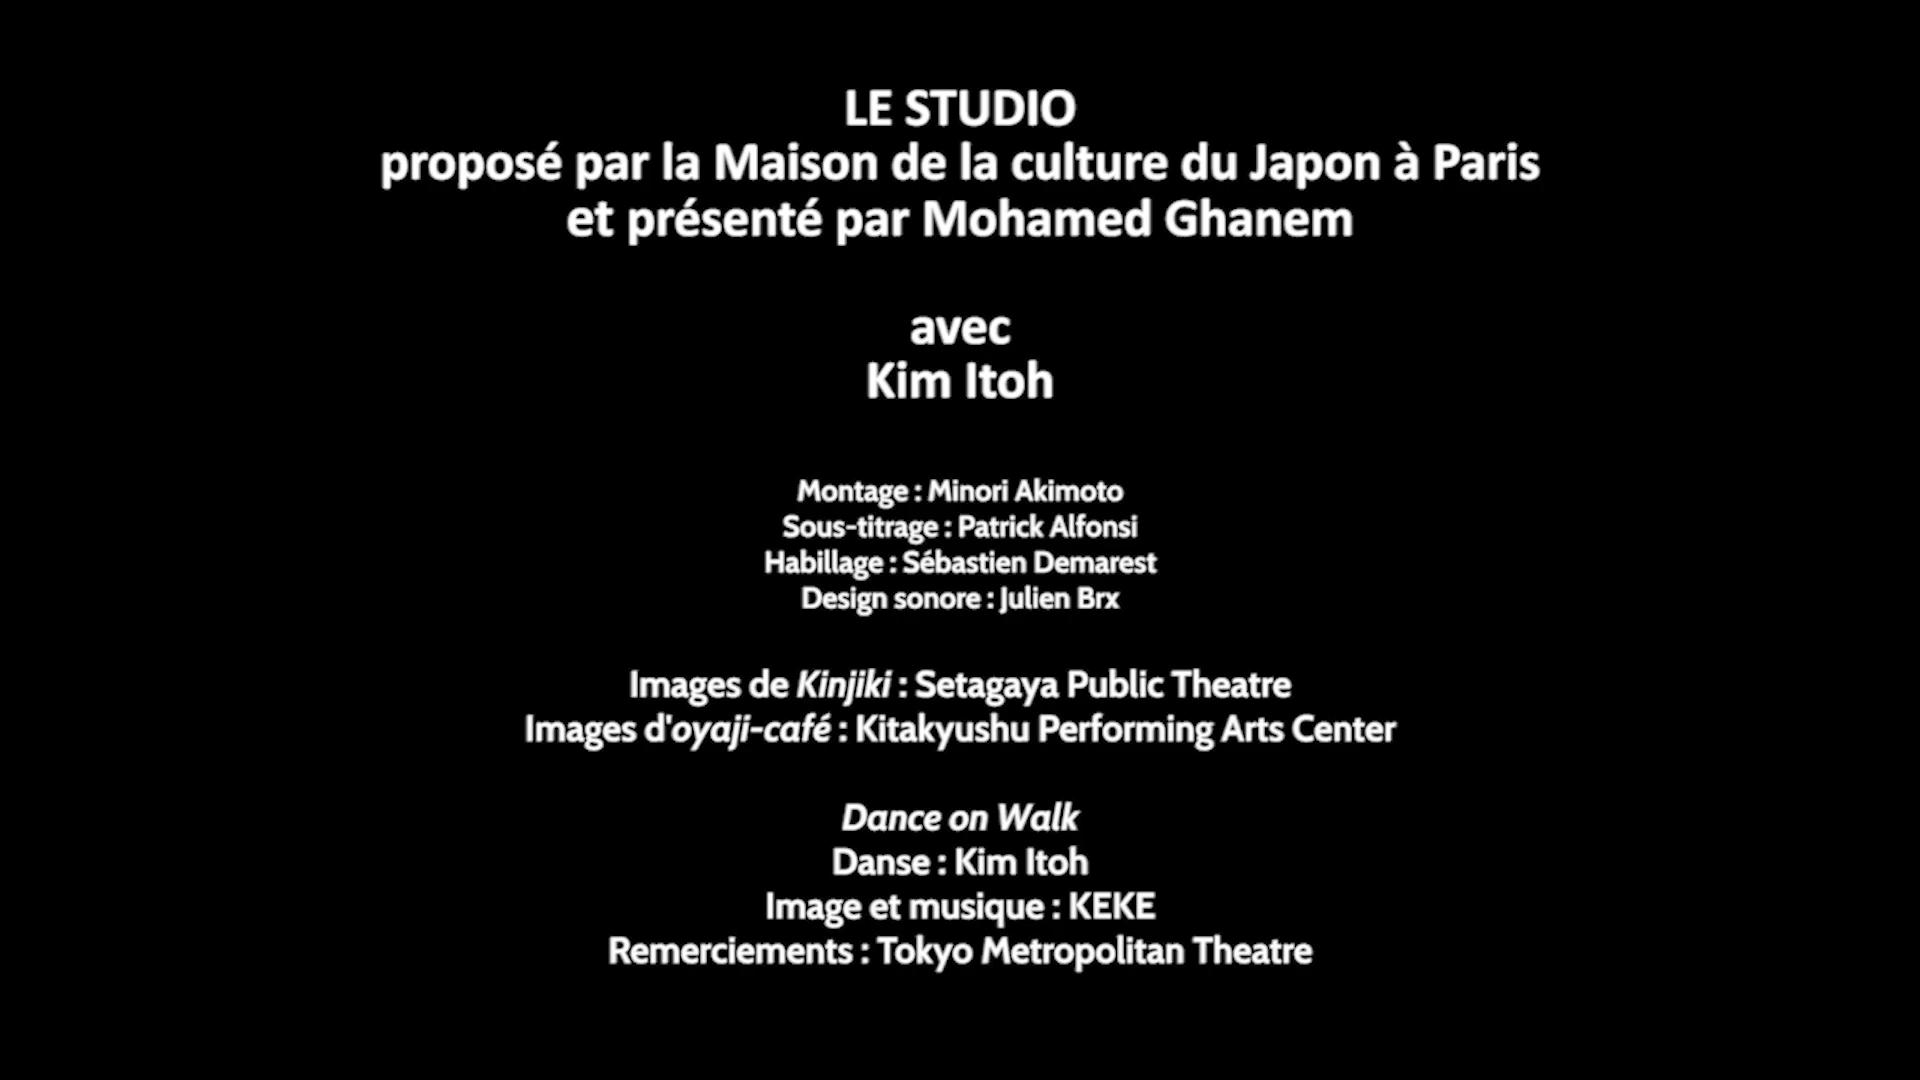 LE STUDIO
proposé par la Maison de la culture du Japon à Paris
et présenté par Mohamed Ghanem
avec
Kim Itoh
Montage : Minori Akimoto
Sous-titrage : Patrick Alfonsi
Habillage : Sébastien Demarest
Design sonore : Julien Brx
Images de Kinjiki : Setagaya Public Theatre
Images d'oyaji-café : Kitakyushu Performing Arts Center
Dance on Walk
Danse : Kim Itoh
Image et musique : KEKE
Remerciements : Tokyo Metropolitan Theatre